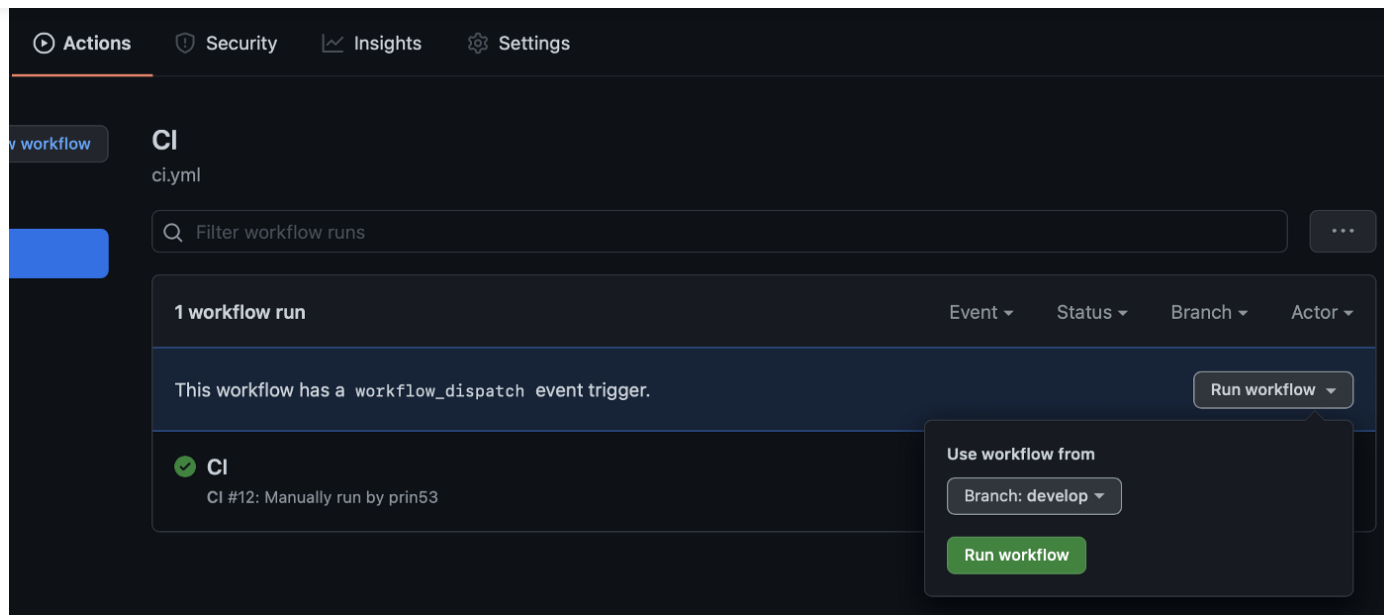 Actions Security Insights Settings
workflow
CI
ci.yml
Filter workflow runs
1 workflow run Event Status Branch Actor
This workflow has a workflow_dispatch event trigger. Run workflow
CI
CI #12: Manually run by prin53
Use workflow from
Branch: develop
Run workflow